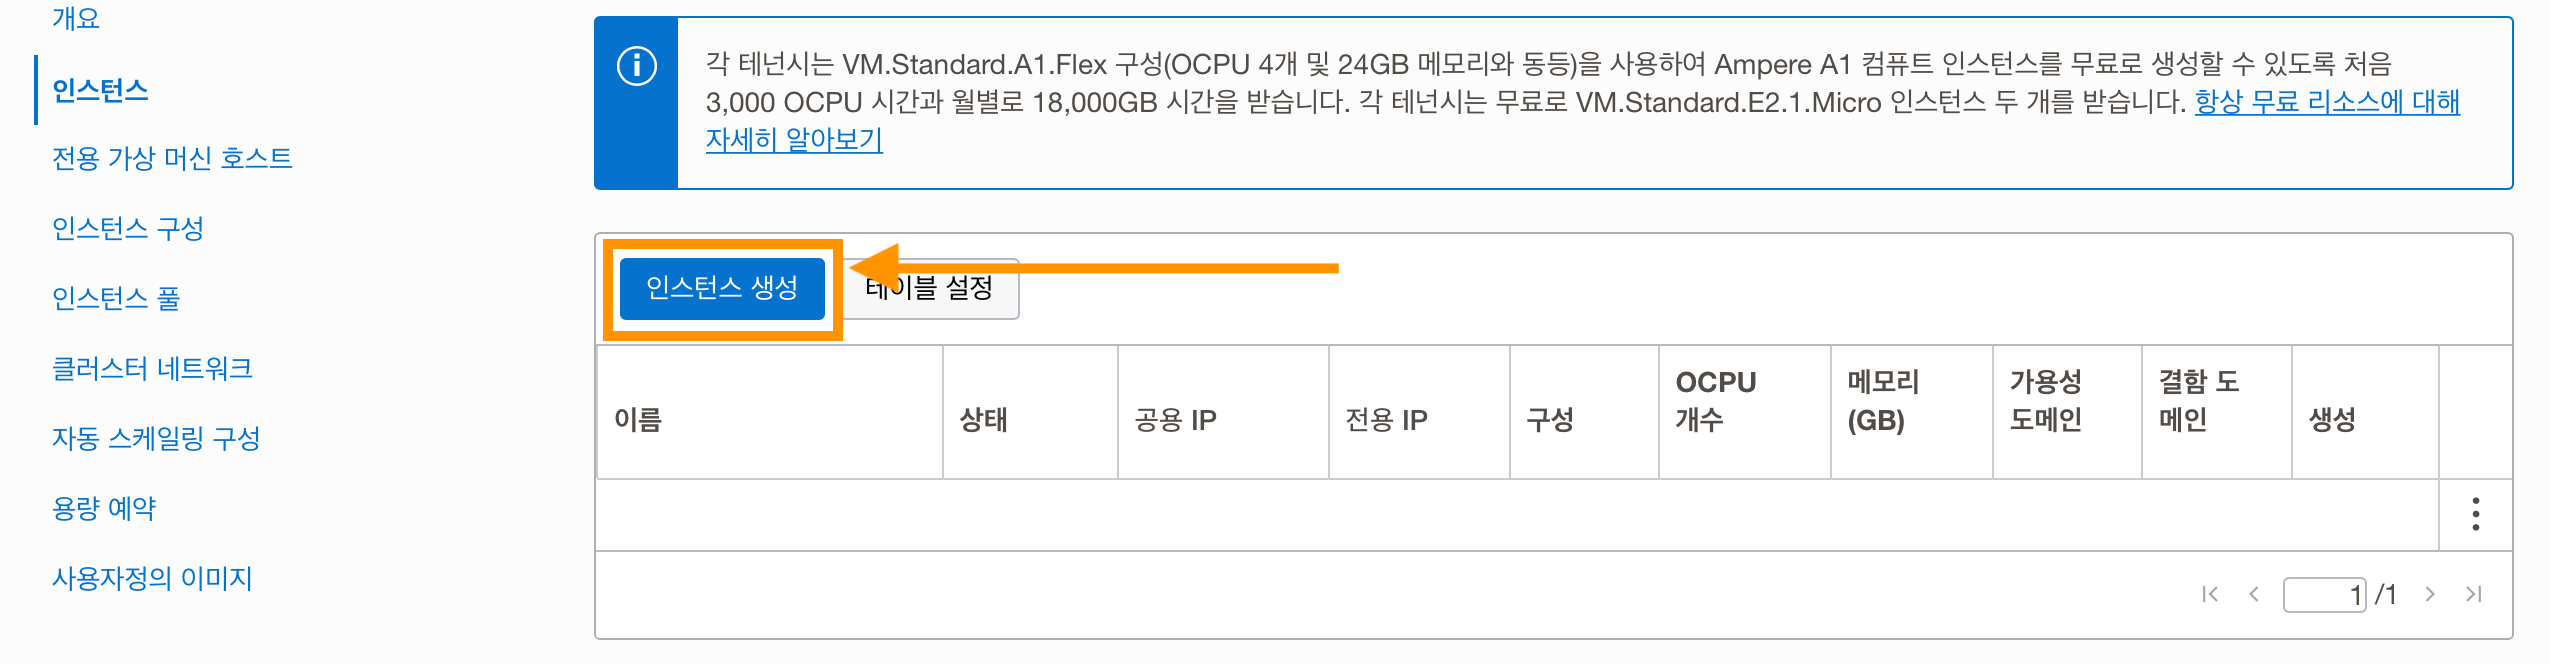 개요
인스턴스
전용 가상 머신 호스트
인스턴스 구성
인스턴스 풀
클러스터 네트워크
자동 스케일링 구성
용량 예약
사용자정의 이미지
각 테넌시는 VM.Standard.A1.Flex 구성(OCPU 4개 및 24GB 메모리와 동등)을 사용하여 Ampere A1 컴퓨트 인스턴스를 무료로 생성할 수 있도록 처음
3,000 OCPU 시간과 월별로 18,000GB 시간을 받습니다. 각 테넌시는 무료로 VM.Standard.E2.1.Micro 인스턴스 두 개를 받습니다. 항상 무료 리소스에 대해
자세히 알아보기
인스턴스 생성 테이블 설정
이름 상태 공용 IP 전용 IP 구성 OCPU 개수 메모리 (GB) 가용성 도메인 결함 도메인 생성
1 /1